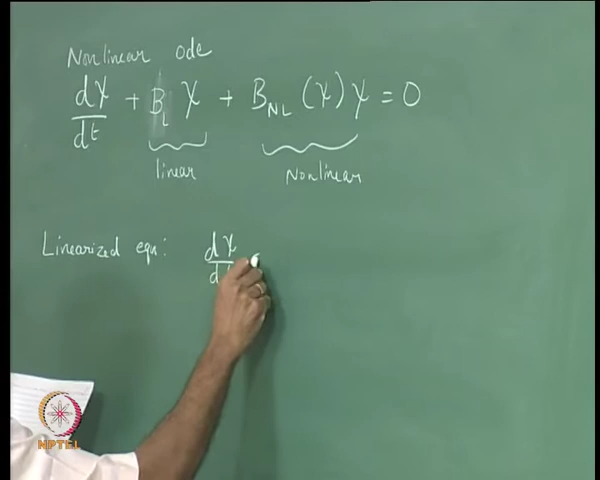 Nonlinear ode
dχ/dt + B_L χ + B_NL (χ) χ = 0
linear Nonlinear
Linearized eqn: dχ/dt
NPTEL